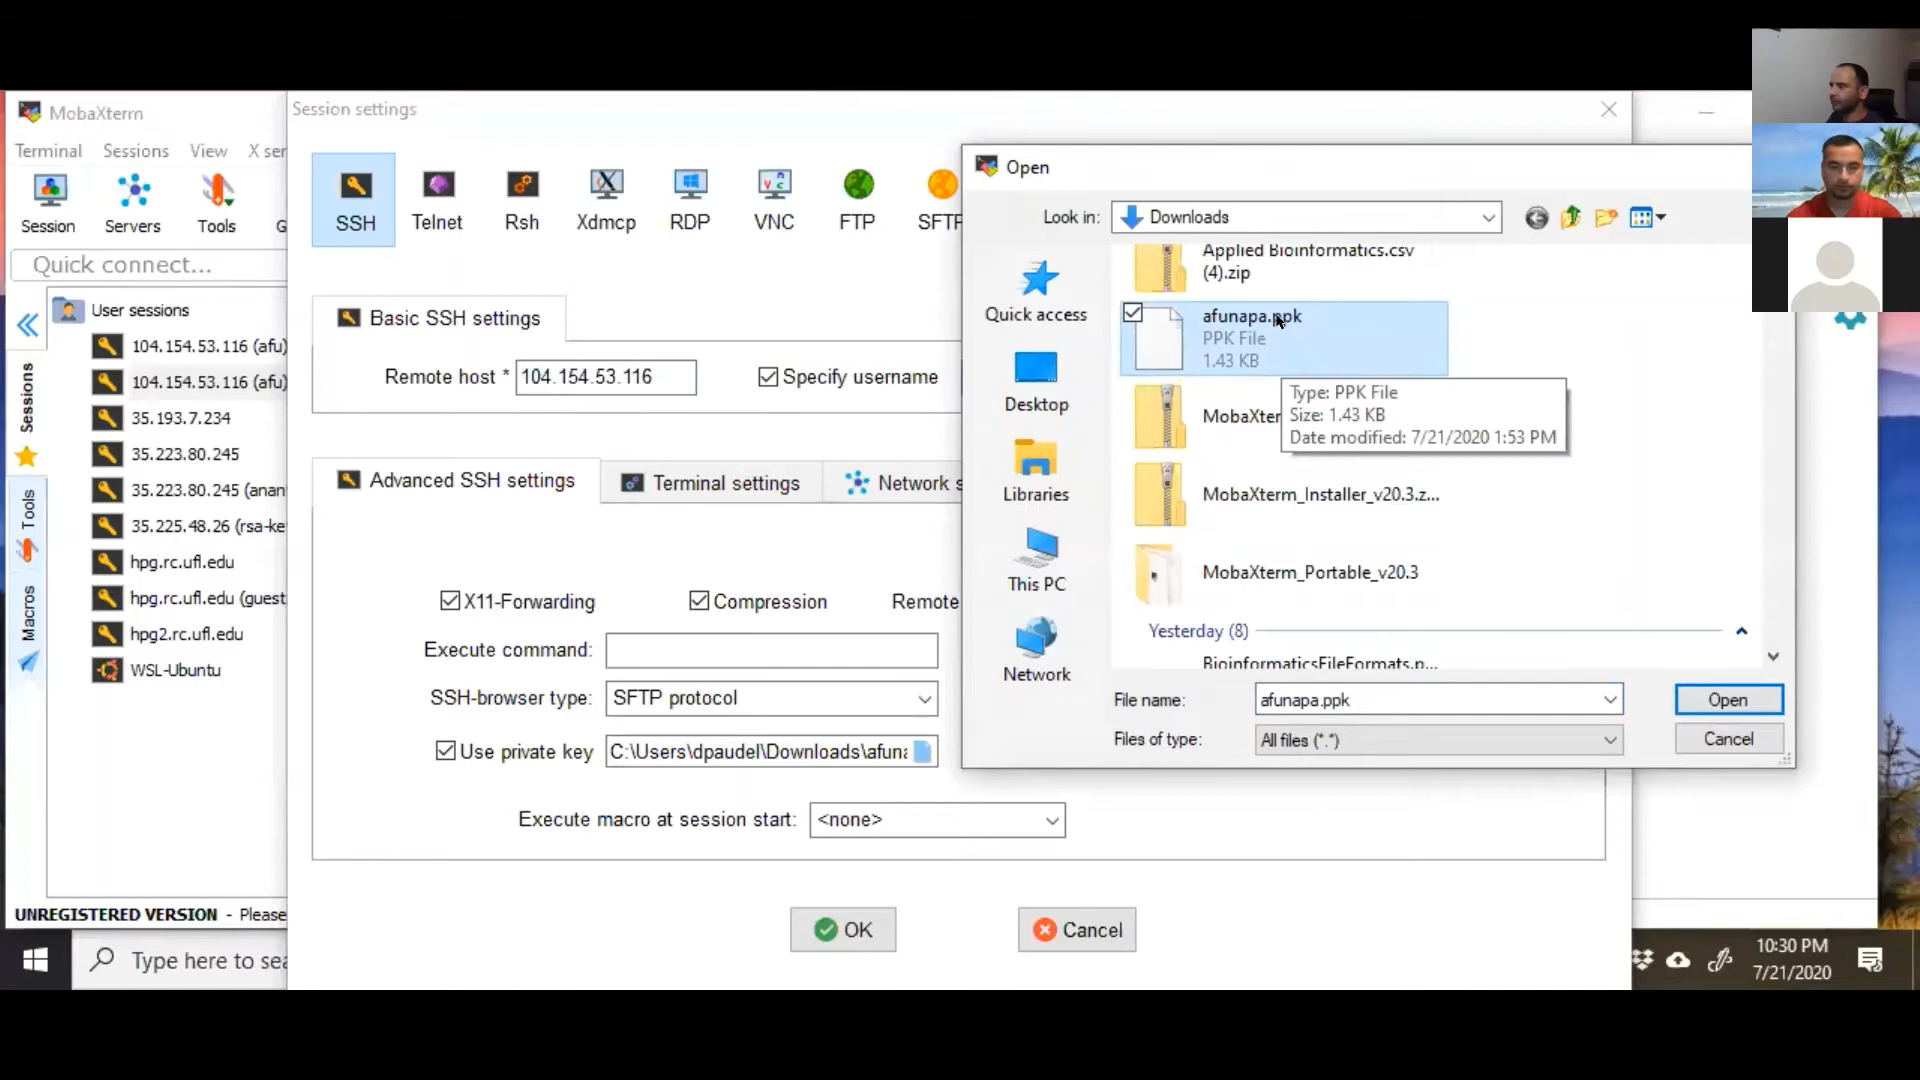 MobaXterm
Terminal
Sessions
View
X ser
Session
Servers
Tools
G
Quick connect...
Sessions
Tools
Macros
User sessions
104.154.53.116 (afu)
104.154.53.116 (afu)
35.193.7.234
35.223.80.245
35.223.80.245 (anan
35.225.48.26 (rsa-ke
hpg.rc.ufl.edu
hpg.rc.ufl.edu (guest
hpg2.rc.ufl.edu
WSL-Ubuntu
UNREGISTERED VERSION - Please
Session settings
SSH
Telnet
Rsh
Xdmcp
RDP
VNC
FTP
SFTP
Basic SSH settings
Remote host * 104.154.53.116
Specify username
Advanced SSH settings
Terminal settings
Network s
X11-Forwarding
Compression
Remote
Execute command:
SSH-browser type: SFTP protocol
Use private key C:\Users\dpaudel\Downloads\afuna
Execute macro at session start: <none>
OK
Cancel
Open
Look in: Downloads
Quick access
Desktop
Libraries
This PC
Network
Applied Bioinformatics.csv
(4).zip
afunapa.ppk
PPK File
1.43 KB
MobaXter
Type: PPK File
Size: 1.43 KB
Date modified: 7/21/2020 1:53 PM
MobaXterm_Installer_v20.3.z...
MobaXterm_Portable_v20.3
Yesterday (8)
BioinformaticsFileFormats.p...
File name: afunapa.ppk
Open
Files of type: All files (*.*)
Cancel
Type here to sea
10:30 PM
7/21/2020